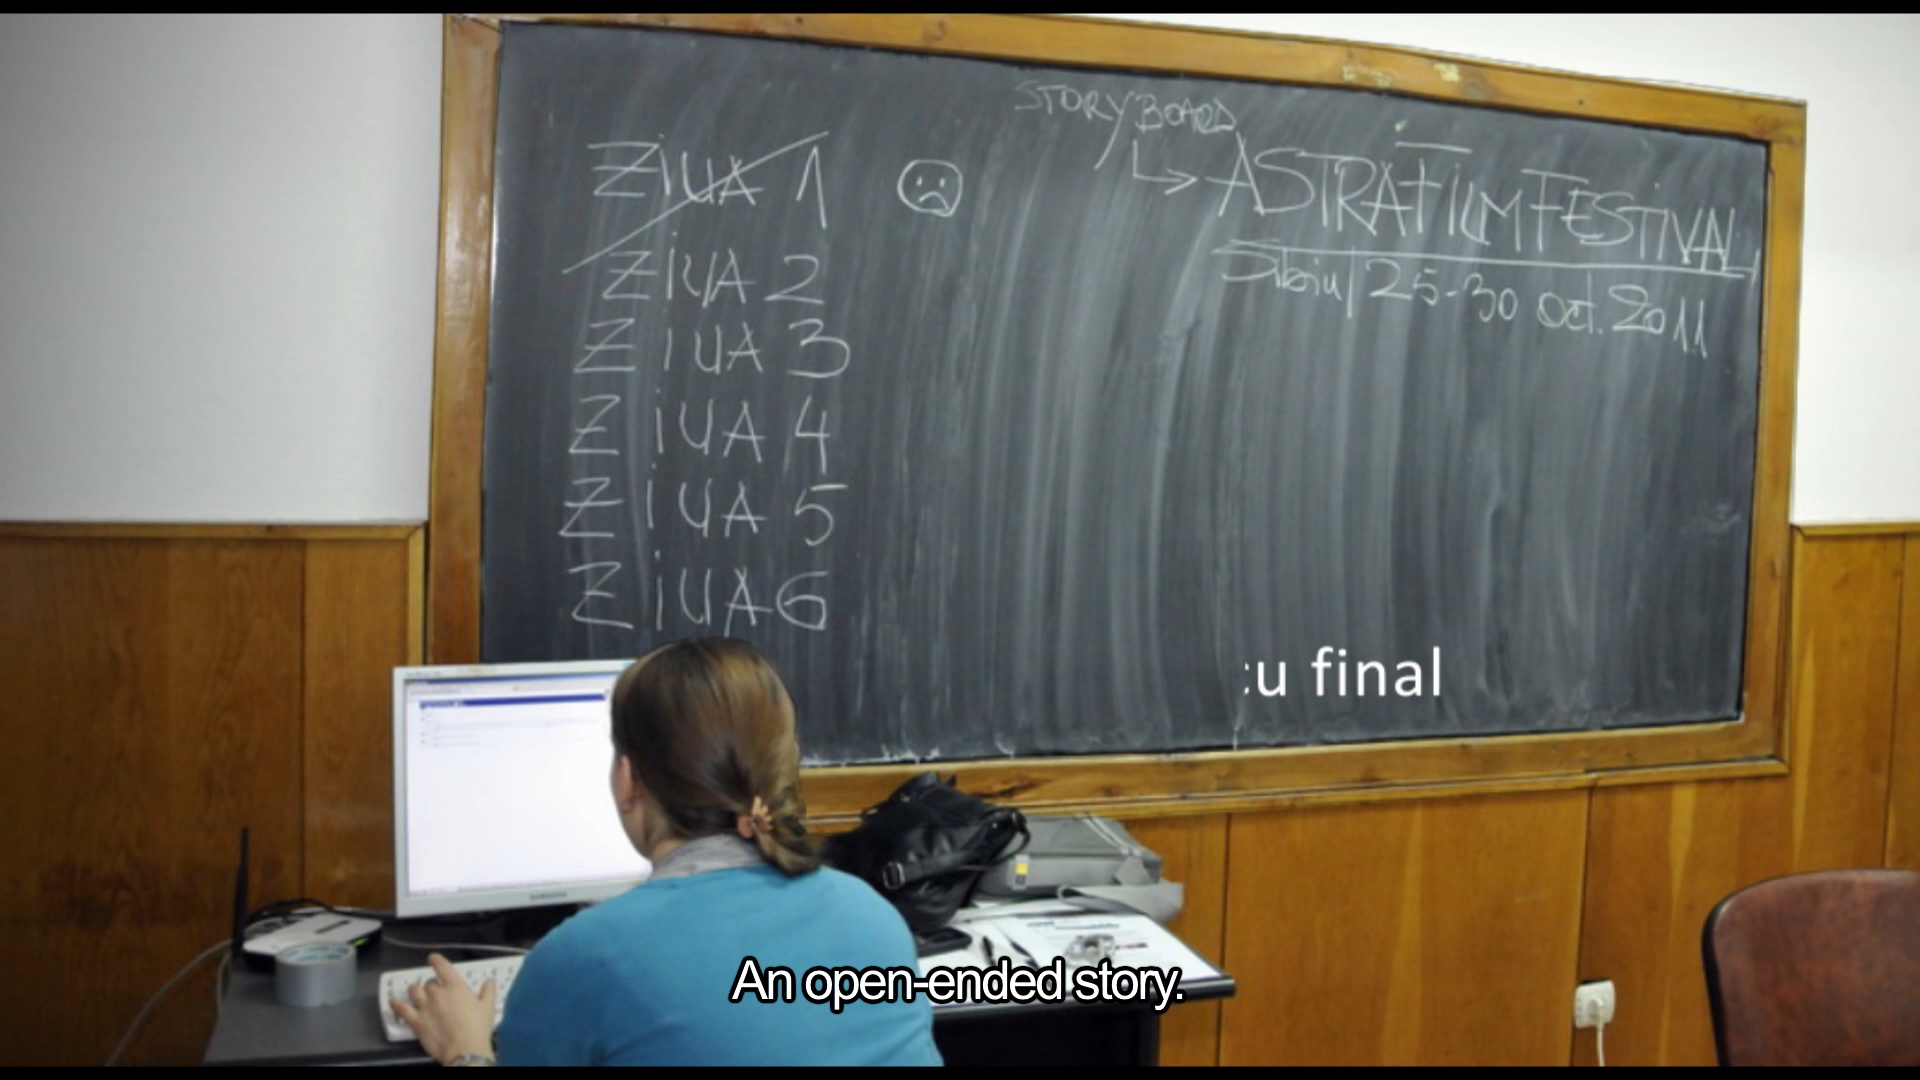 STORYBOARD
ZIUA 1
ASTRA FILM FESTIVAL
Sibiu 25-30 oct. 2011
ZIUA 2
ZIUA 3
ZIUA 4
ZIUA 5
ZIUA 6
cu final
An open-ended story.